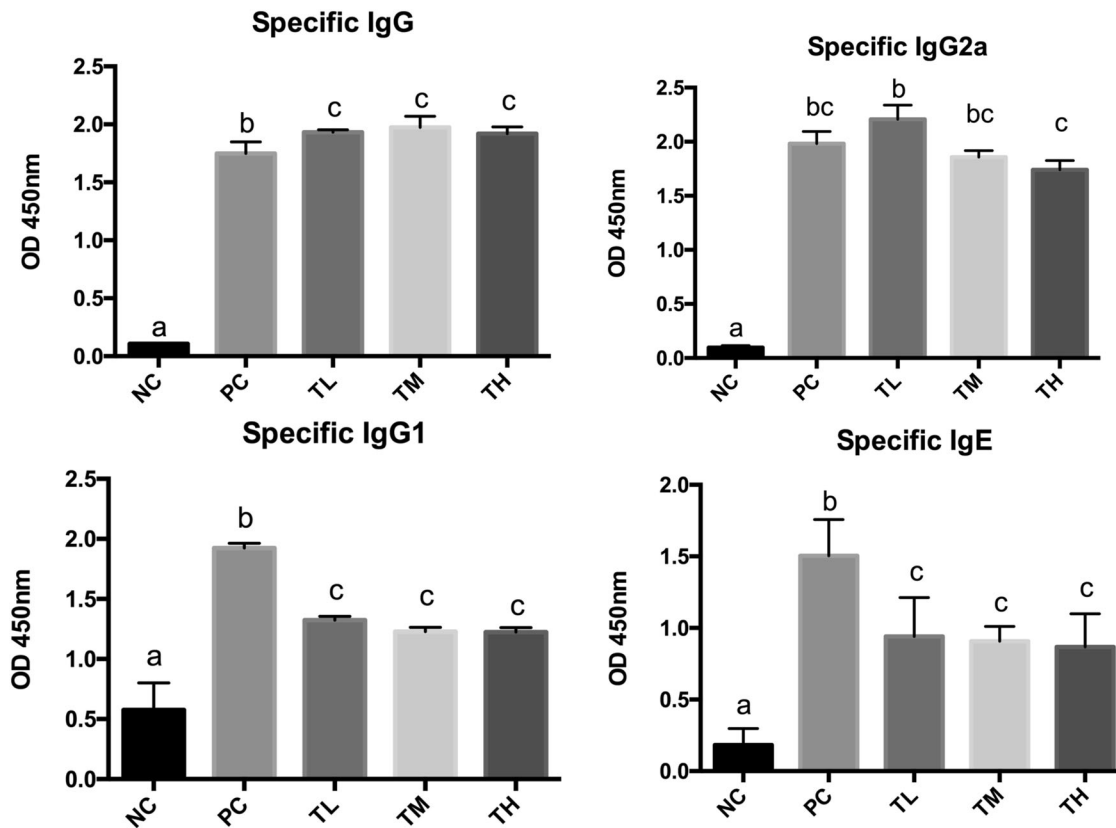 Specific IgG
OD 450nm
2.5
2.0
1.5
1.0
0.5
0.0
a
b
c
c
c
NC
PC
TL
TM
TH
Specific IgG2a
OD 450nm
2.5
2.0
1.5
1.0
0.5
0.0
a
bc
b
bc
c
NC
PC
TL
TM
TH
Specific IgG1
OD 450nm
2.5
2.0
1.5
1.0
0.5
0.0
a
b
c
c
c
NC
PC
TL
TM
TH
Specific IgE
OD 450nm
2.0
1.5
1.0
0.5
0.0
a
b
c
c
c
NC
PC
TL
TM
TH